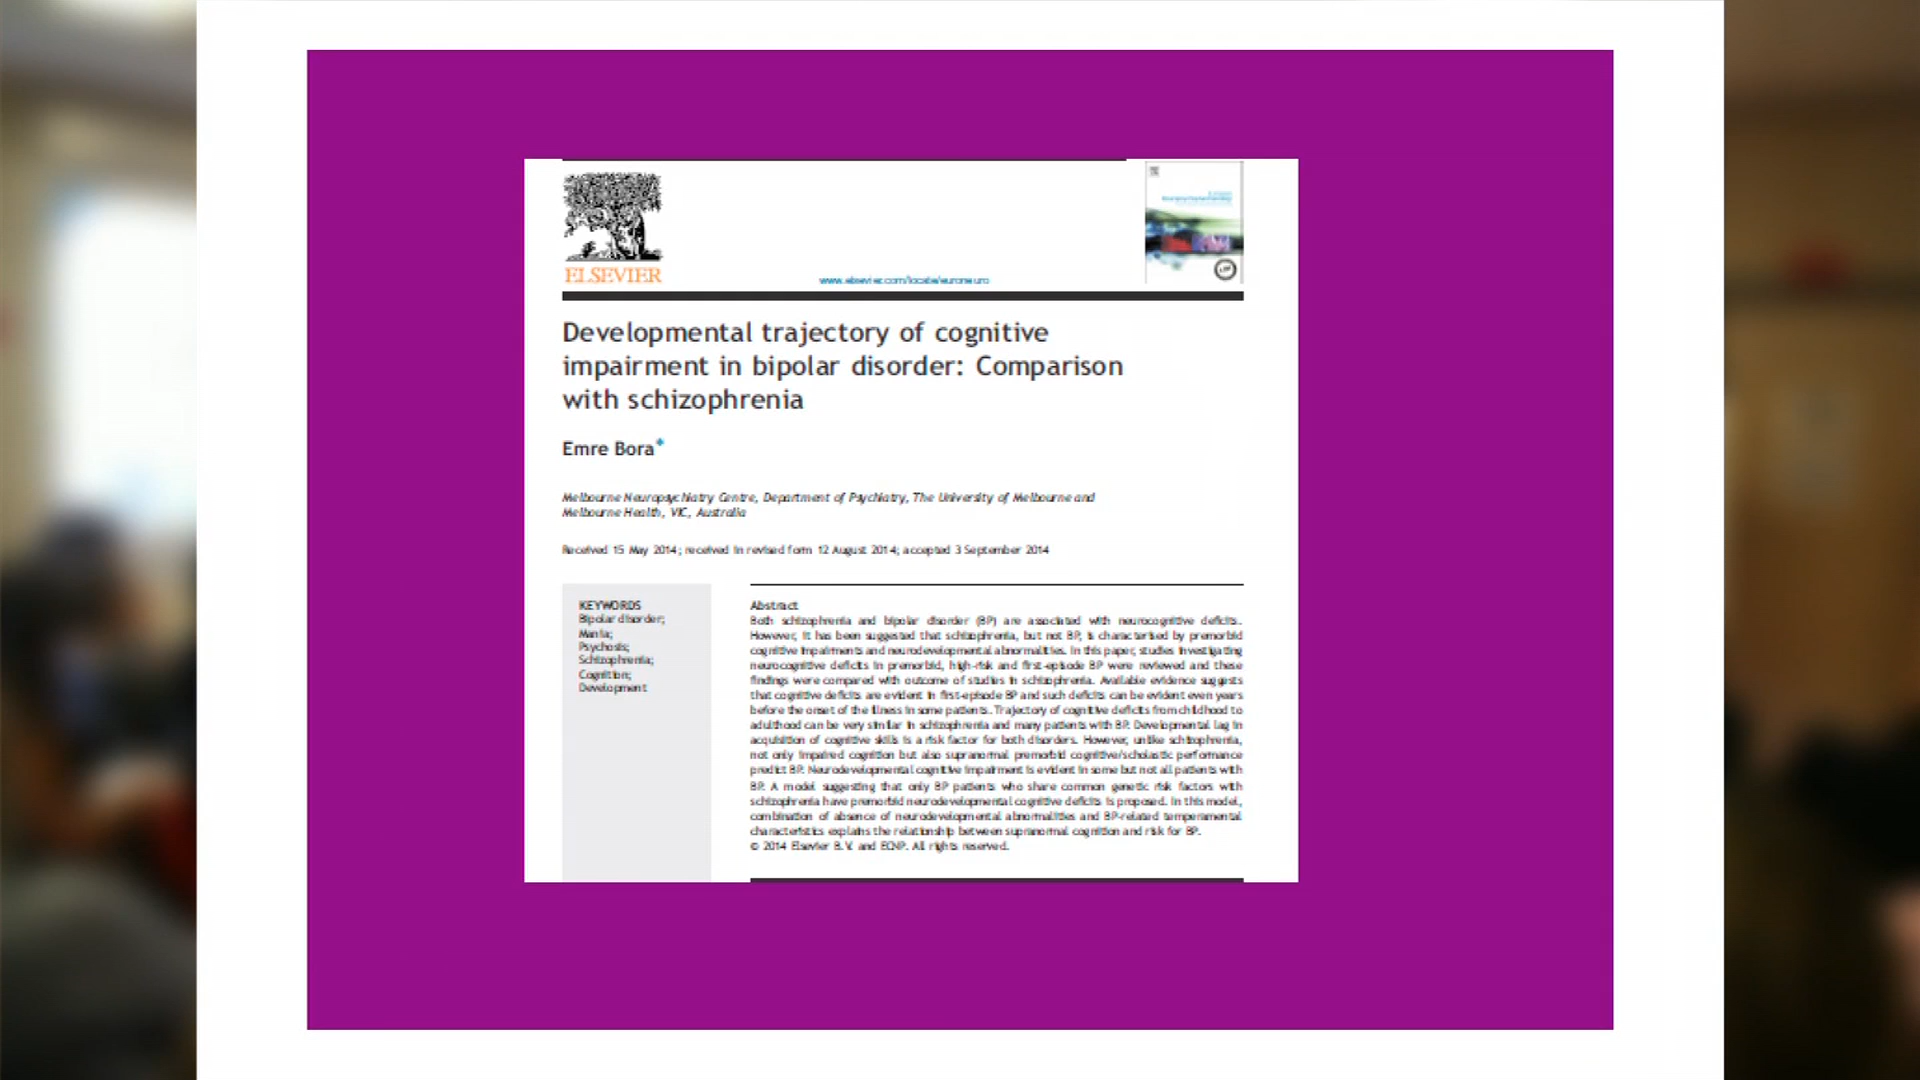 ELSEVIER
www.elsevier.com/locate/euroneuro
Developmental trajectory of cognitive
impairment in bipolar disorder: Comparison
with schizophrenia
Emre Bora*
Melbourne Neuropsychiatry Centre, Department of Psychiatry, The University of Melbourne and
Melbourne Health, VIC, Australia
Received 15 May 2014; received in revised form 12 August 2014; accepted 3 September 2014
KEYWORDS
Bipolar disorder;
Mania;
Psychosis;
Schizophrenia;
Cognition;
Development
Abstract
Both schizophrenia and bipolar disorder (BP) are associated with neurocognitive deficits.
However, it has been suggested that schizophrenia, but not BP, is characterised by premorbid
cognitive impairments and neurodevelopmental abnormalities. In this paper, studies investigating
neurocognitive deficits in premorbid, high-risk and first-episode BP were reviewed and these
findings were compared with outcome of studies in schizophrenia. Available evidence suggests
that cognitive deficits are evident in first-episode BP and such deficits can be evident even years
before the onset of the illness in some patients. Trajectory of cognitive deficits from childhood to
adulthood can be very similar in schizophrenia and many patients with BP. Developmental lag in
acquisition of cognitive skills is a risk factor for both disorders. However, unlike schizophrenia,
not only impaired cognition but also supranormal premorbid cognitive/scholastic performance
predict BP. Neurodevelopmental cognitive impairment is evident in some but not all patients with
BP. A model suggesting that only BP patients who share common genetic risk factors with
schizophrenia have premorbid neurodevelopmental cognitive deficits is proposed. In this model,
combination of absence of neurodevelopmental abnormalities and BP-related temperamental
characteristics explains the relationship between supranormal cognition and risk for BP.
© 2014 Elsevier B.V. and ECNP. All rights reserved.